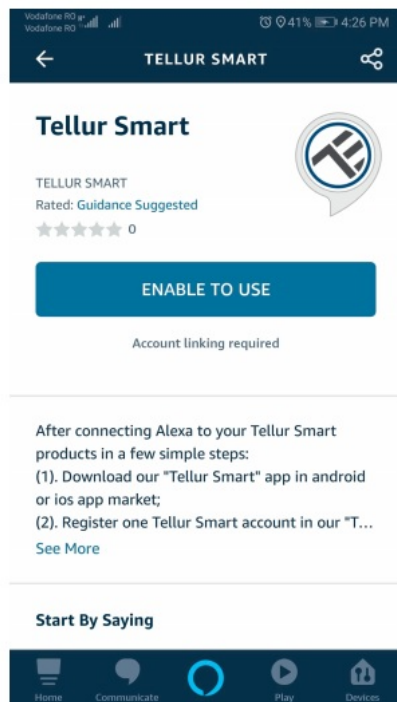 Vodafone RO
Vodafone RO
41% 4:26 PM
TELLUR SMART
Tellur Smart
TELLUR SMART
Rated: Guidance Suggested
0
ENABLE TO USE
Account linking required
After connecting Alexa to your Tellur Smart
products in a few simple steps:
(1). Download our "Tellur Smart" app in android
or ios app market;
(2). Register one Tellur Smart account in our "T...
See More
Start By Saying
Home
Communicate
Play
Devices